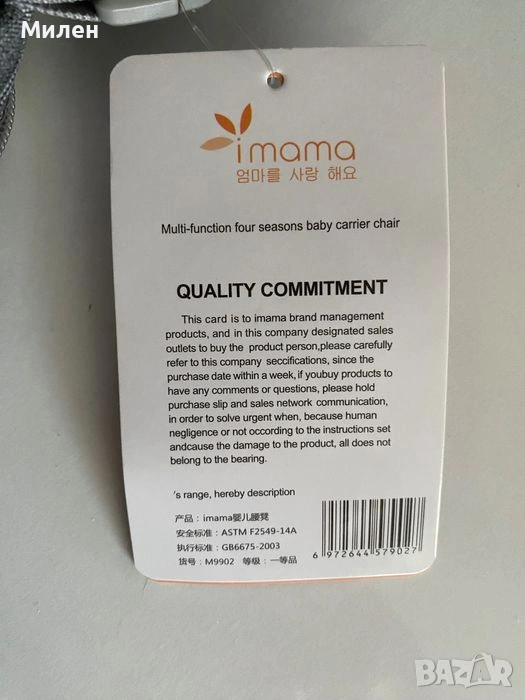 Милен
imama
엄마를 사랑 해요
Multi-function four seasons baby carrier chair
QUALITY COMMITMENT
This card is to imama brand management
products, and in this company designated sales
outlets to buy the product person,please carefully
refer to this company seccifications, since the
purchase date within a week, if youbuy products to
have any comments or questions, please hold
purchase slip and sales network communication,
in order to solve urgent when, because human
negligence or not occording to the instructions set
andcause the damage to the product, all does not
belong to the bearing.
's range, hereby description
产品：imama婴儿腰凳
安全标准：ASTM F2549-14A
执行标准：GB6675-2003
货号：M9902 等级：一等品
6 972644 579027
BAZAR